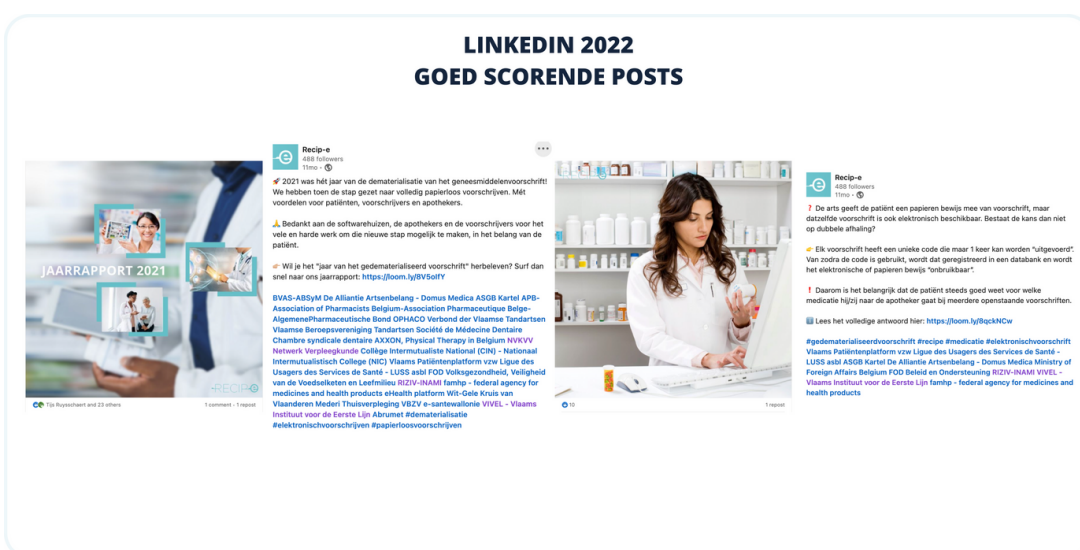 LINKEDIN 2022
GOED SCORENDE POSTS
JAARRAPPORT 2021
RECIP-e
Tijs Ruysschaert and 23 others
1 comment • 1 repost
Recip-e
488 followers
11mo •
🚀 2021 was hét jaar van de dematerialisatie van het geneesmiddelenvoorschrift!
We hebben toen de stap gezet naar volledig papierloos voorschrijven. Mét
voordelen voor patiënten, voorschrijvers en apothekers.
🙏 Bedankt aan de softwarehuizen, de apothekers en de voorschrijvers voor het
vele en harde werk om die nieuwe stap mogelijk te maken, in het belang van de
patiënt.
👉 Wil je het "jaar van het gedematerialiseerd voorschrift" herbeleven? Surf dan
snel naar ons jaarrapport: https://loom.ly/8V5oIfY
BVAS-ABSyM De Alliantie Artsenbelang - Domus Medica ASGB Kartel APB-
Association of Pharmacists Belgium-Association Pharmaceutique Belge-
AlgemenePharmaceutische Bond OPHACO Verbond der Vlaamse Tandartsen
Vlaamse Beroepsvereniging Tandartsen Société de Médecine Dentaire
Chambre syndicale dentaire AXXON, Physical Therapy in Belgium NVKVV
Netwerk Verpleegkunde Collège Intermutualiste National (CIN) - Nationaal
Intermutualistisch College (NIC) Vlaams Patiëntenplatform vzw Ligue des
Usagers des Services de Santé - LUSS asbl FOD Volksgezondheid, Veiligheid
van de Voedselketen en Leefmilieu RIZIV-INAMI famhp - federal agency for
medicines and health products eHealth platform Wit-Gele Kruis van
Vlaanderen Mederi Thuisverpleging VBZV e-santewallonie VIVEL - Vlaams
Instituut voor de Eerste Lijn Abrumet #dematerialisatie
#elektronischvoorschrijven #papierloosvoorschrijven
10
1 repost
Recip-e
488 followers
11mo •
❓ De arts geeft de patiënt een papieren bewijs mee van voorschrift, maar
datzelfde voorschrift is ook elektronisch beschikbaar. Bestaat de kans dan niet
op dubbele afhaling?
👉 Elk voorschrift heeft een unieke code die maar 1 keer kan worden "uitgevoerd".
Van zodra de code is gebruikt, wordt dat geregistreerd in een databank en wordt
het elektronische of papieren bewijs "onbruikbaar".
❗ Daarom is het belangrijk dat de patiënt steeds goed weet voor welke
medicatie hij/zij naar de apotheker gaat bij meerdere openstaande voorschriften.
ℹ️ Lees het volledige antwoord hier: https://loom.ly/8qckNCw
#gedematerialiseerdvoorschrift #recipe #medicatie #elektronischvoorschrift
Vlaams Patiëntenplatform vzw Ligue des Usagers des Services de Santé -
LUSS asbl ASGB Kartel De Alliantie Artsenbelang - Domus Medica Ministry of
Foreign Affairs Belgium FOD Beleid en Ondersteuning RIZIV-INAMI VIVEL -
Vlaams Instituut voor de Eerste Lijn famhp - federal agency for medicines and
health products